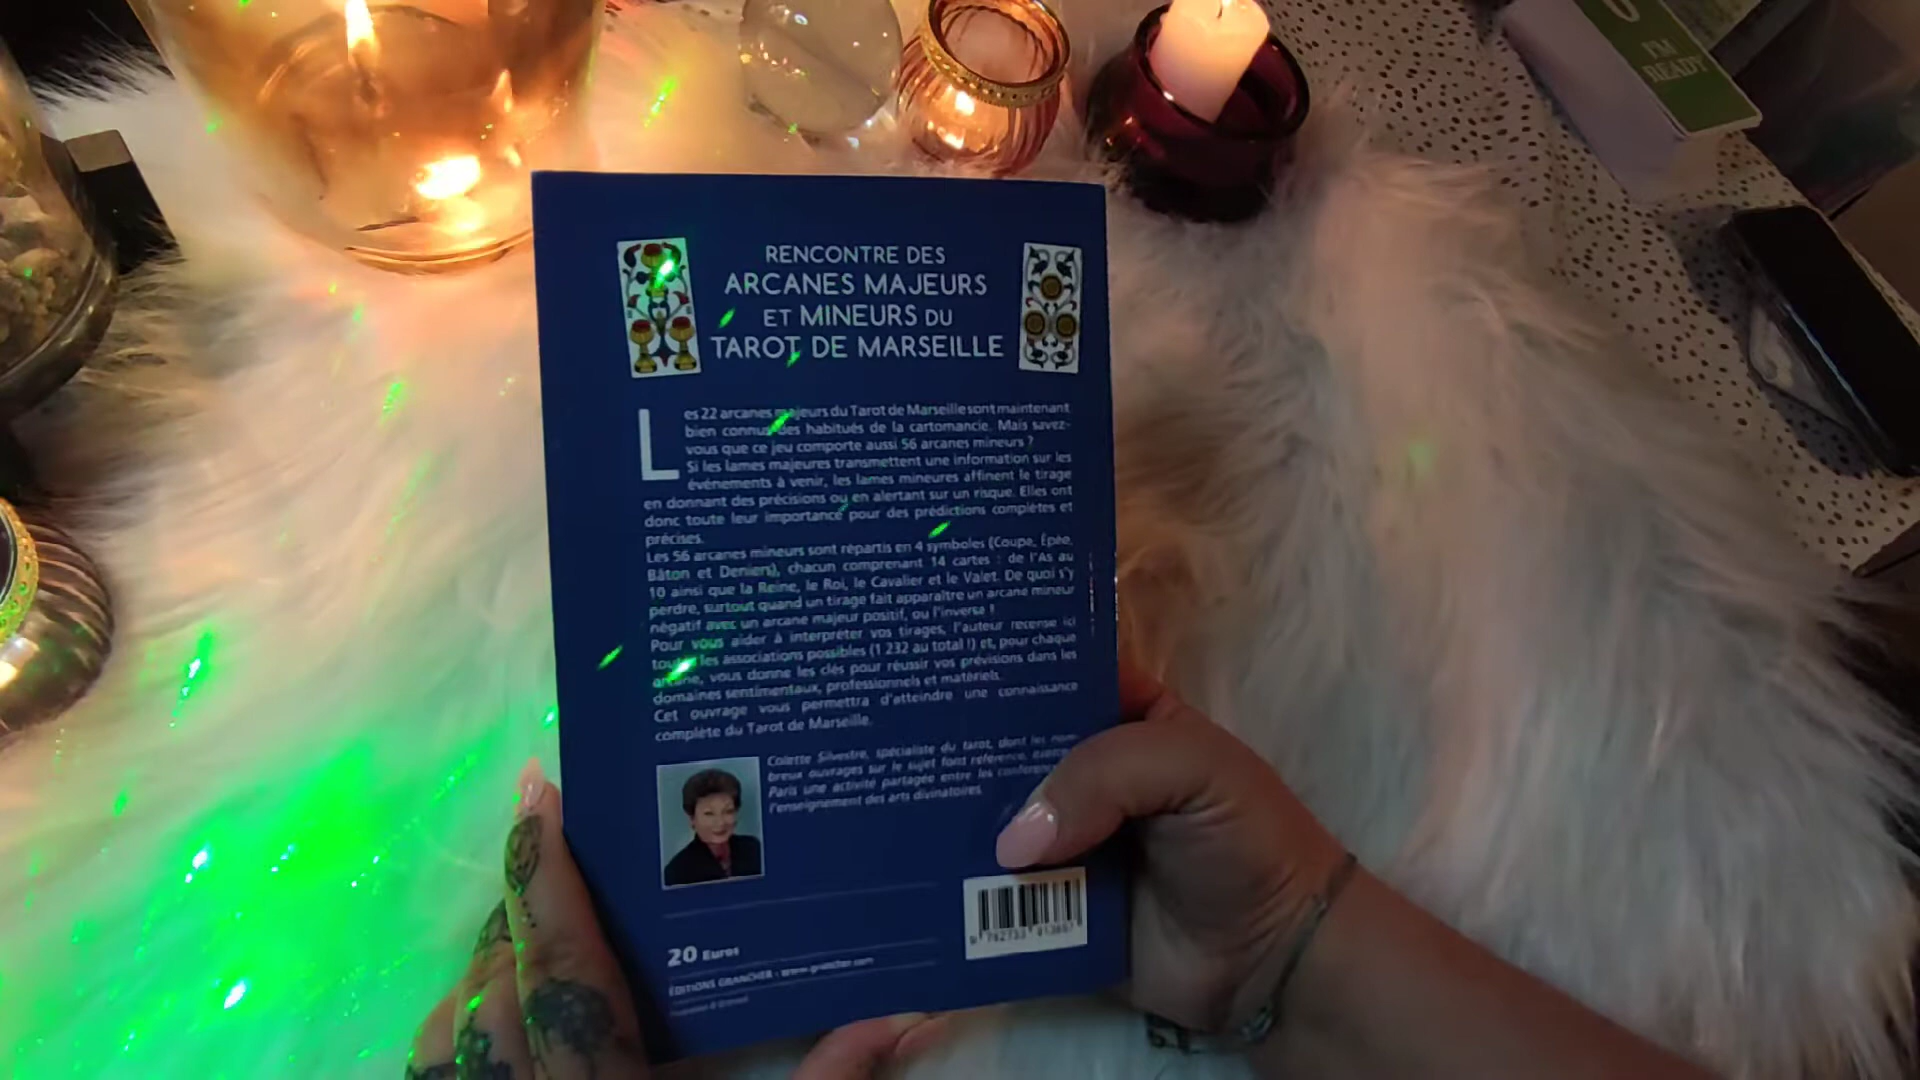 I'M
READY
RENCONTRE DES
ARCANES MAJEURS
ET MINEURS DU
TAROT DE MARSEILLE
Les 22 arcanes majeurs du Tarot de Marseille sont maintenant
bien connus des habitués de la cartomancie. Mais savez-
vous que ce jeu comporte aussi 56 arcanes mineurs ?
Si les lames majeures transmettent une information sur les
événements à venir, les lames mineures affinent le tirage
en donnant des précisions ou en alertant sur un risque. Elles ont
donc toute leur importance pour des prédictions complètes et
précises.
Les 56 arcanes mineurs sont répartis en 4 symboles (Coupe, Épée,
Bâton et Deniers), chacun comprenant 14 cartes : de l'As au
10 ainsi que la Reine, le Roi, le Cavalier et le Valet. De quoi s'y
perdre, surtout quand un tirage fait apparaître un arcane mineur
négatif avec un arcane majeur positif, ou l'inverse !
Pour vous aider à interpréter vos tirages, l'auteur recense ici
toutes les associations possibles (1 232 au total !) et, pour chaque
arcane, vous donne les clés pour réussir vos prévisions dans les
domaines sentimentaux, professionnels et matériels.
Cet ouvrage vous permettra d'atteindre une connaissance
complète du Tarot de Marseille.
Colette Silvestre, spécialiste du tarot, dont les nom-
breux ouvrages sur le sujet font référence,
Paris une activité partagée entre les
l'enseignement des arts divinatoires.
20 Euros
ÉDITIONS GRANCHER - www.grancher.com